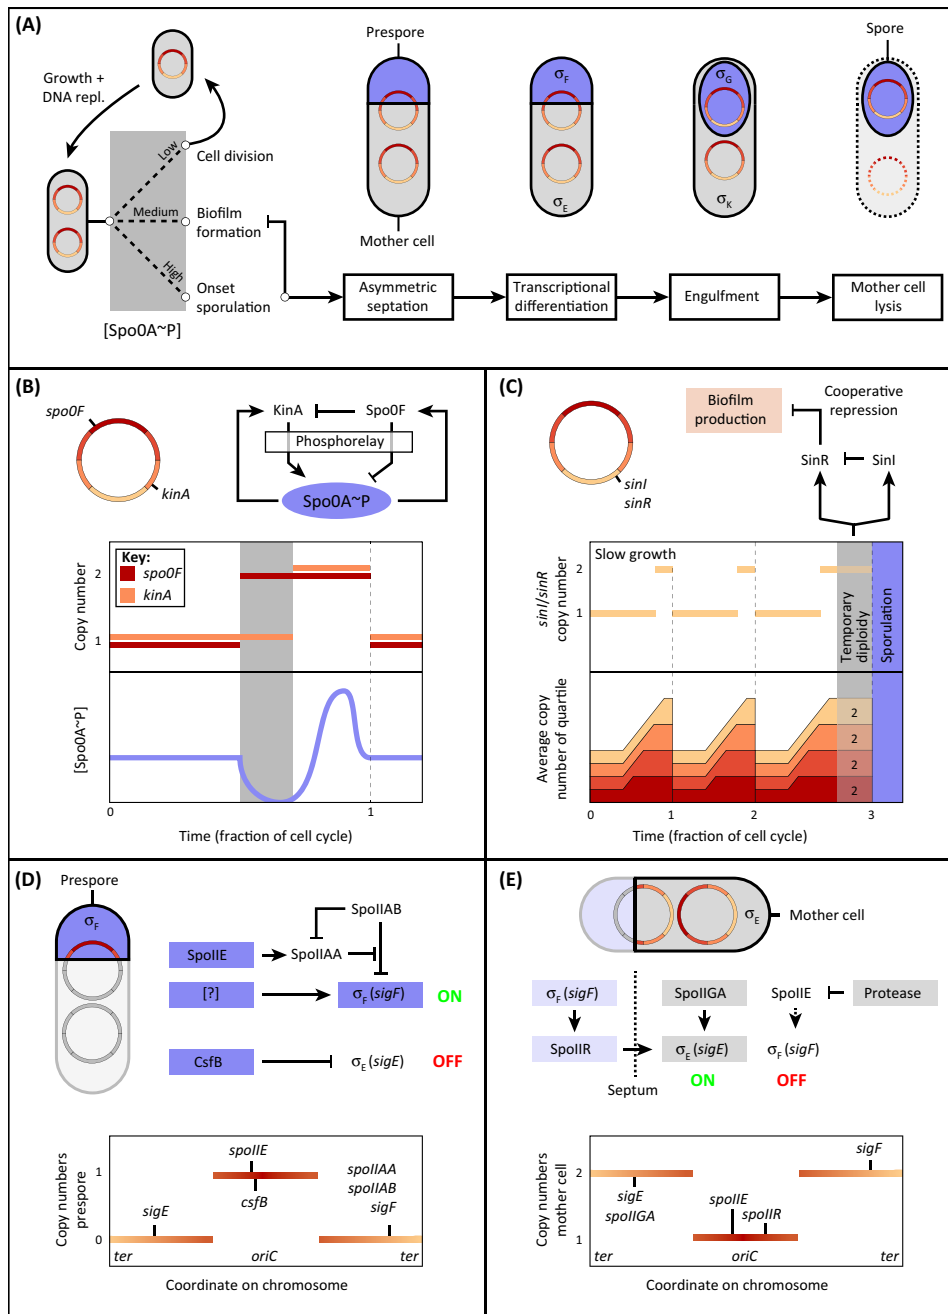 (A)
Growth +
DNA repl.
Low
Cell division
Medium
Biofilm
formation
High
Onset
sporulation
[Spo0A~P]
Prespore
Mother cell
σF
σE
σG
σK
Spore
Asymmetric
septation
Transcriptional
differentiation
Engulfment
Mother cell
lysis
(B)
spo0F
kinA
KinA
Spo0F
Phosphorelay
Spo0A~P
Key:
spo0F
kinA
Copy number
2
1
[Spo0A~P]
0
1
Time (fraction of cell cycle)
(C)
Biofilm
production
Cooperative
repression
SinR
SinI
sinI
sinR
Slow growth
sinI/sinR
copy number
2
1
Temporary
diploidy
Sporulation
Average copy
number of quartile
2
2
2
2
0
1
2
3
Time (fraction of cell cycle)
(D)
Prespore
σF
SpoIIAB
SpoIIE
SpoIIAA
[?]
σF (sigF)
ON
CsfB
σE (sigE)
OFF
Copy numbers
prespore
1
0
spoIIE
csfB
sigE
spoIIAA
spoIIAB
sigF
ter
oriC
ter
Coordinate on chromosome
(E)
σE
Mother cell
σF (sigF)
SpoIIGA
SpoIIE
Protease
SpoIIR
σE (sigE)
σF (sigF)
Septum
ON
OFF
Copy numbers
mother cell
2
1
sigE
spoIIGA
spoIIE
spoIIR
sigF
ter
oriC
ter
Coordinate on chromosome